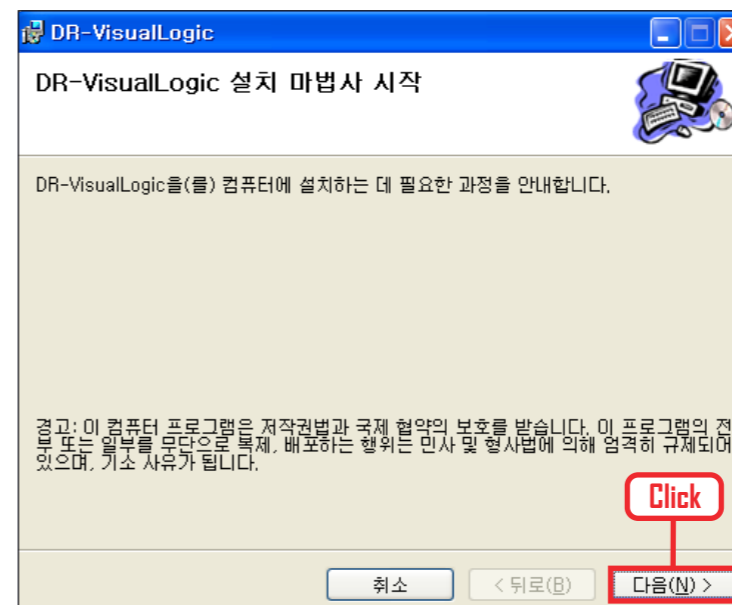 DR-VisualLogic
DR-VisualLogic 설치 마법사 시작
DR-VisualLogic을(를) 컴퓨터에 설치하는 데 필요한 과정을 안내합니다.
경고: 이 컴퓨터 프로그램은 저작권법과 국제 협약의 보호를 받습니다. 이 프로그램의 전
부 또는 일부를 무단으로 복제, 배포하는 행위는 민사 및 형사법에 의해 엄격히 규제되어
있으며, 기소 사유가 됩니다.
Click
취소 < 뒤로(B) 다음(N) >